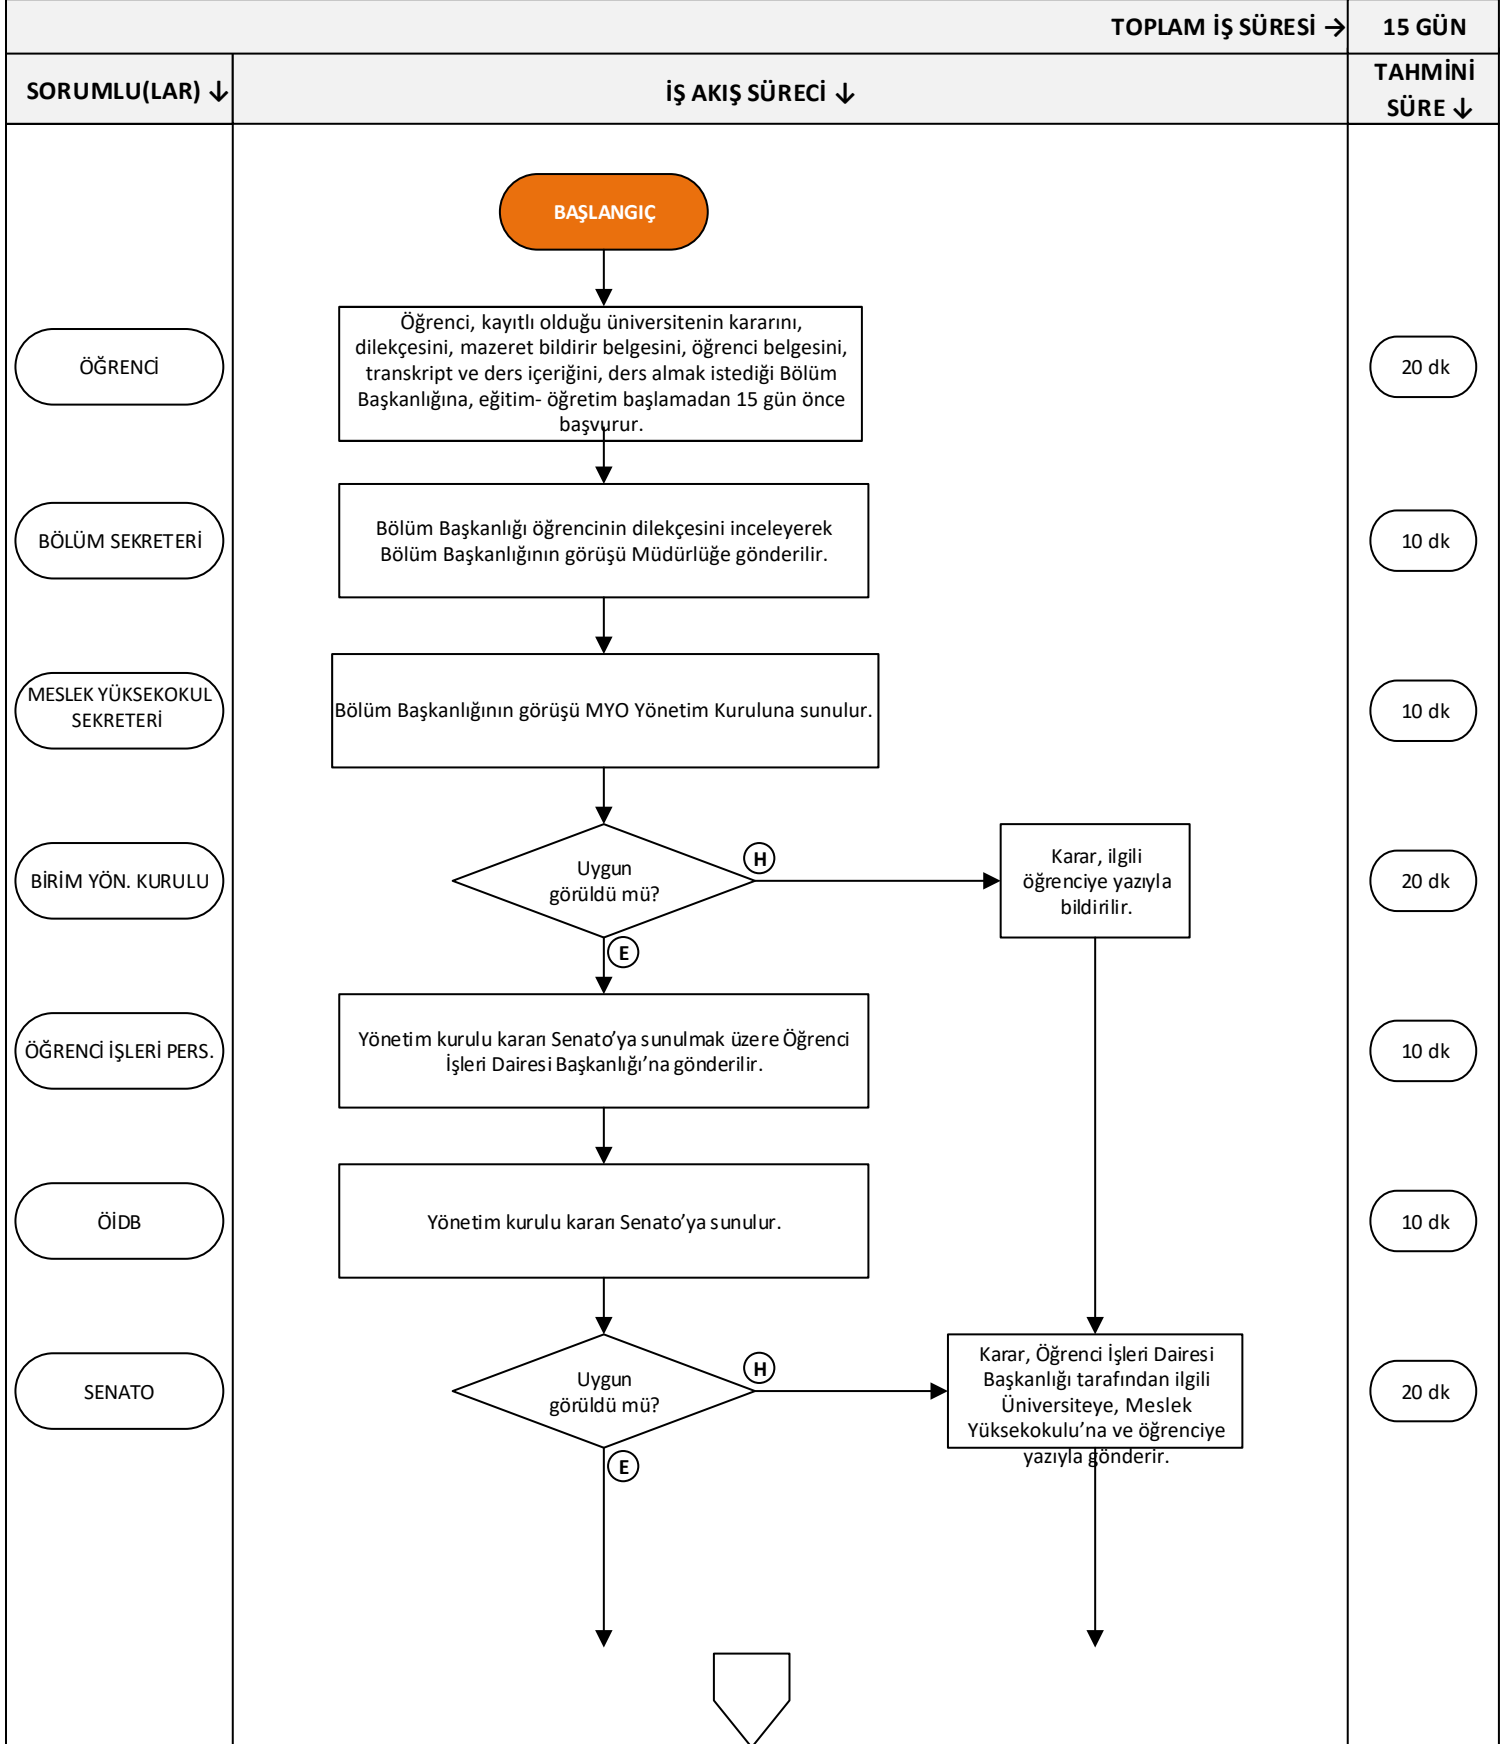 TOPLAM İŞ SÜRESİ → 15 GÜN
SORUMLU(LAR) ↓
İŞ AKIŞ SÜRECİ ↓
TAHMİNİ
SÜRE ↓
BAŞLANGIÇ
ÖĞRENCİ
Öğrenci, kayıtlı olduğu üniversitenin kararını,
dilekçesini, mazeret bildirir belgesini, öğrenci belgesini,
transkript ve ders içeriğini, ders almak istediği Bölüm
Başkanlığına, eğitim- öğretim başlamadan 15 gün önce
başvurur.
20 dk
BÖLÜM SEKRETERİ
Bölüm Başkanlığı öğrencinin dilekçesini inceleyerek
Bölüm Başkanlığının görüşü Müdürlüğe gönderilir.
10 dk
MESLEK YÜKSEKOKUL
SEKRETERİ
Bölüm Başkanlığının görüşü MYO Yönetim Kuruluna sunulur.
10 dk
BİRİM YÖN. KURULU
Uygun
görüldü mü?
H
E
Karar, ilgili
öğrenciye yazıyla
bildirilir.
20 dk
ÖĞRENCİ İŞLERİ PERS.
Yönetim kurulu kararı Senato’ya sunulmak üzere Öğrenci
İşleri Dairesi Başkanlığı’na gönderilir.
10 dk
ÖİDB
Yönetim kurulu kararı Senato’ya sunulur.
10 dk
SENATO
Uygun
görüldü mü?
H
E
Karar, Öğrenci İşleri Dairesi
Başkanlığı tarafından ilgili
Üniversiteye, Meslek
Yüksekokulu’na ve öğrenciye
yazıyla gönderir.
20 dk